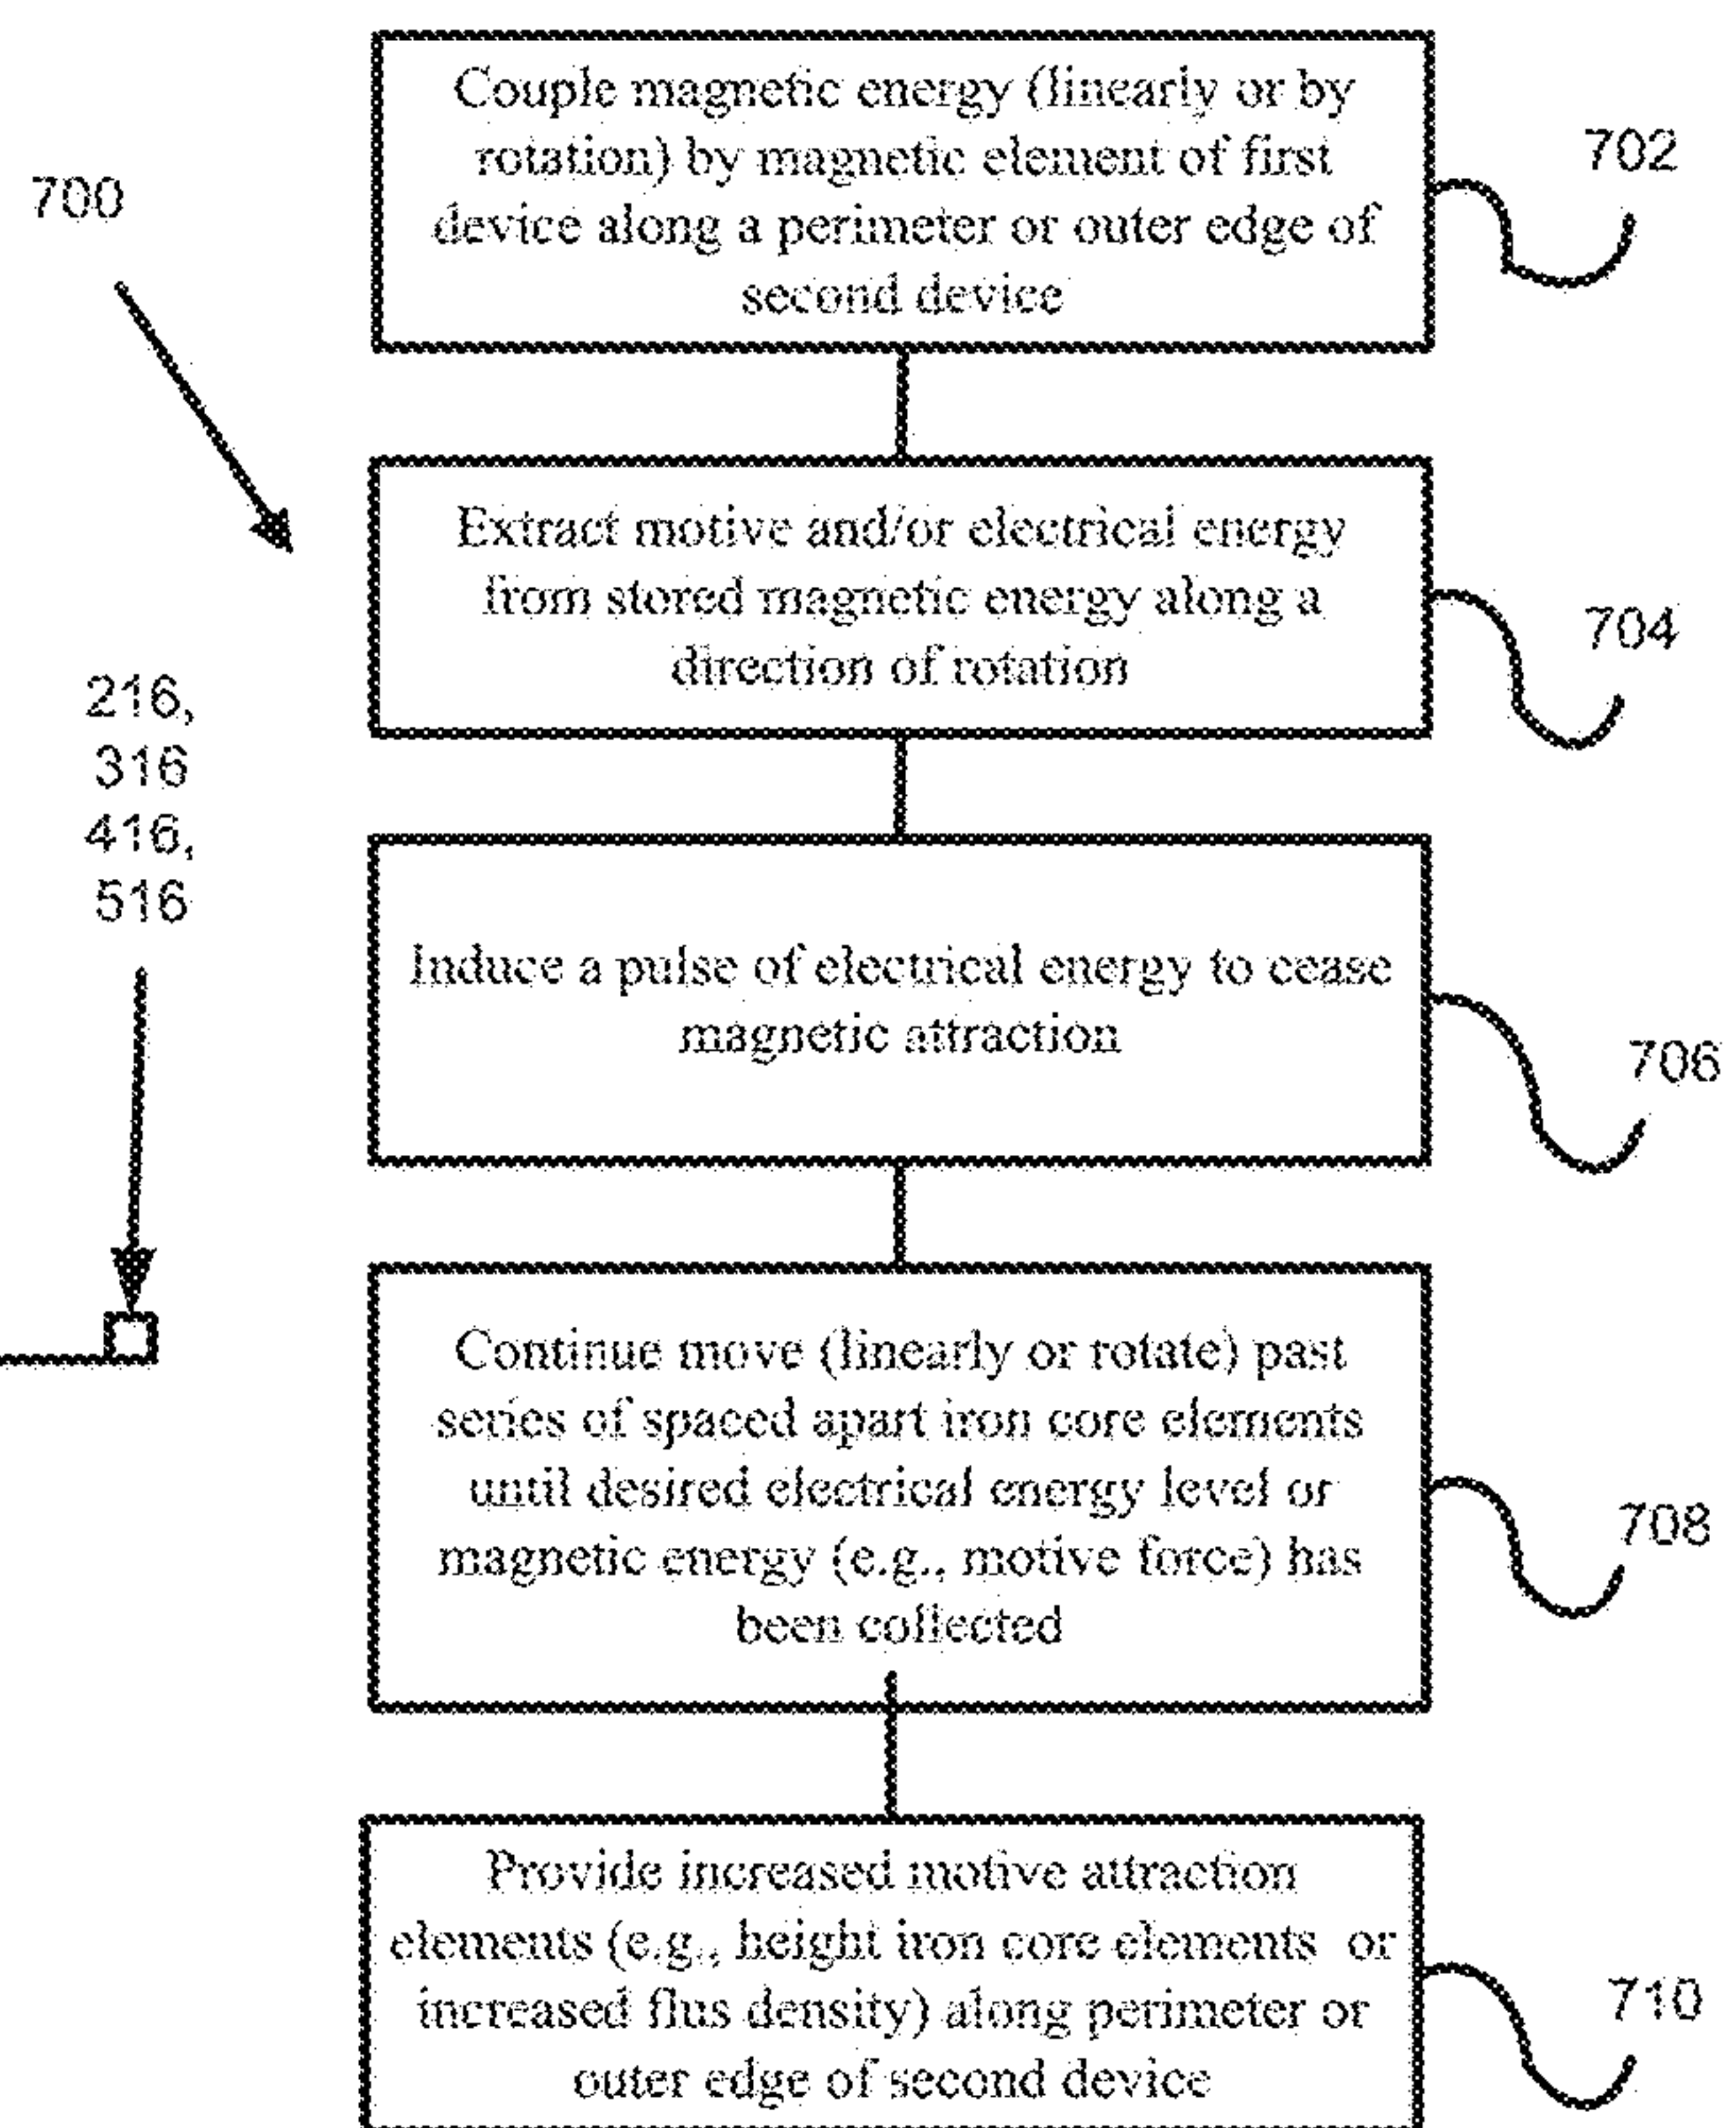 Couple magnetic energy (linearly or by
rotation) by magnetic element of first
device along a perimeter or outer edge of
second device
702
700
Extract motive and/or electrical energy
from stored magnetic energy along a
direction of rotation
704
216,
316
416,
516
Induce a pulse of electrical energy to cease
magnetic attraction
706
Continue move (linearly or rotate) past
series of spaced apart iron core elements
until desired electrical energy level or
magnetic energy (e.g., motive force) has
been collected
708
Provide increased motive attraction
elements (e.g., height iron core elements or
increased flus density) along perimeter or
outer edge of second device
710